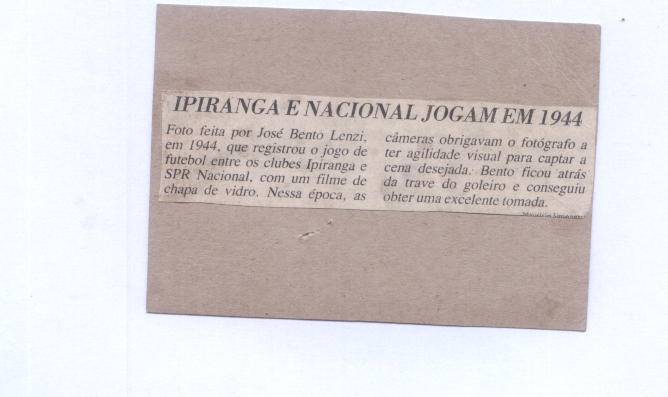 IPIRANGA E NACIONAL JOGAM EM 1944
Foto feita por José Bento Lenzi,
em 1944, que registrou o jogo de
futebol entre os clubes Ipiranga e
SPR Nacional, com um filme de
chapa de vidro. Nessa época, as
câmeras obrigavam o fotógrafo a
ter agilidade visual para captar a
cena desejada. Bento ficou atrás
da trave do goleiro e conseguiu
obter uma excelente tomada.